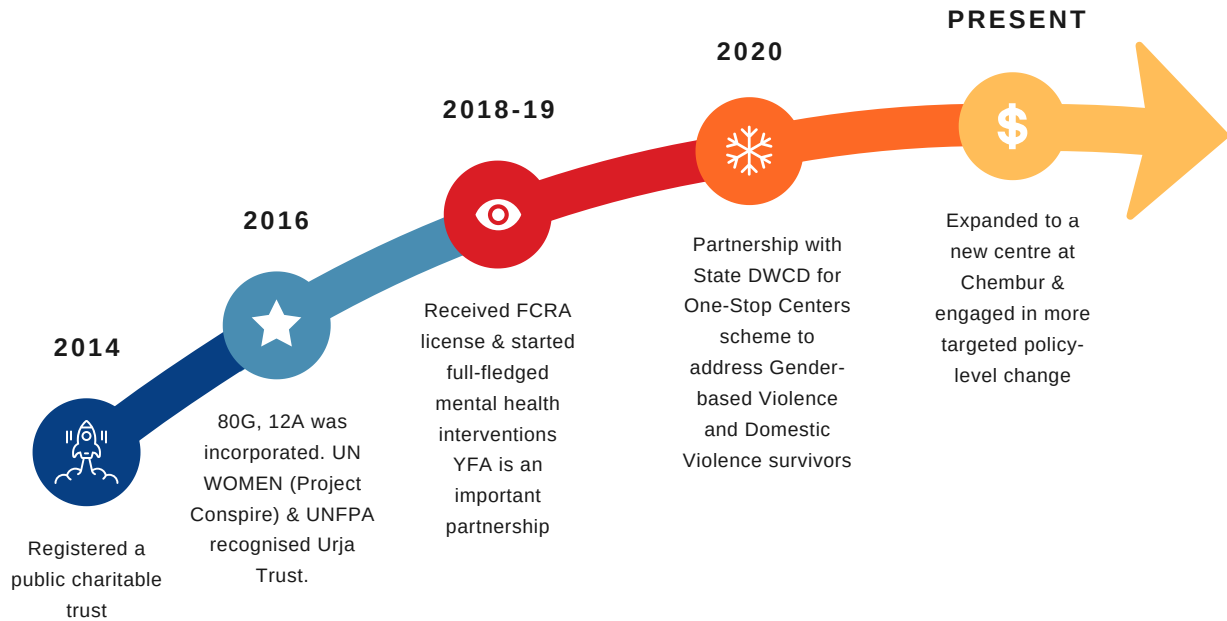 2014
Registered a
public charitable
trust
2016
80G, 12A was
incorporated. UN
WOMEN (Project
Conspire) & UNFPA
recognised Urja
Trust.
2018-19
Received FCRA
license & started
full-fledged
mental health
interventions
YFA is an
important
partnership
2020
Partnership with
State DWCD for
One-Stop Centers
scheme to
address Gender-
based Violence
and Domestic
Violence survivors
PRESENT
$
Expanded to a
new centre at
Chembur &
engaged in more
targeted policy-
level change